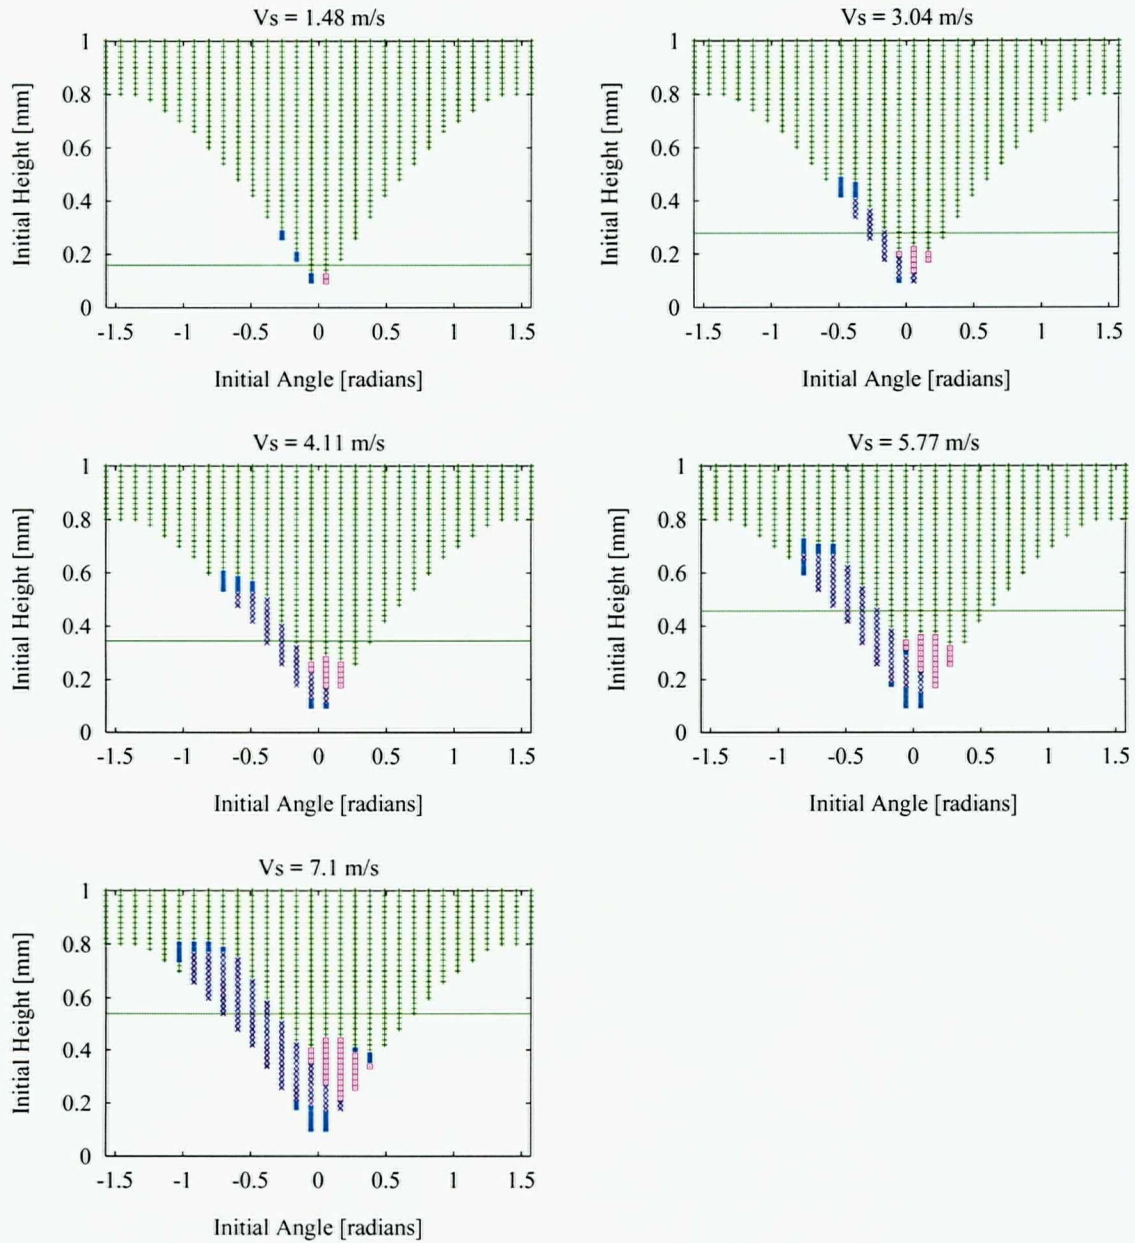 Vs = 1.48 m/s
1
0.8
0.6
0.4
0.2
0
Initial Height [mm]
-1.5 -1 -0.5 0 0.5 1 1.5
Initial Angle [radians]
Vs = 3.04 m/s
1
0.8
0.6
0.4
0.2
0
Initial Height [mm]
-1.5 -1 -0.5 0 0.5 1 1.5
Initial Angle [radians]
Vs = 4.11 m/s
1
0.8
0.6
0.4
0.2
0
Initial Height [mm]
-1.5 -1 -0.5 0 0.5 1 1.5
Initial Angle [radians]
Vs = 5.77 m/s
1
0.8
0.6
0.4
0.2
0
Initial Height [mm]
-1.5 -1 -0.5 0 0.5 1 1.5
Initial Angle [radians]
Vs = 7.1 m/s
1
0.8
0.6
0.4
0.2
0
Initial Height [mm]
-1.5 -1 -0.5 0 0.5 1 1.5
Initial Angle [radians]